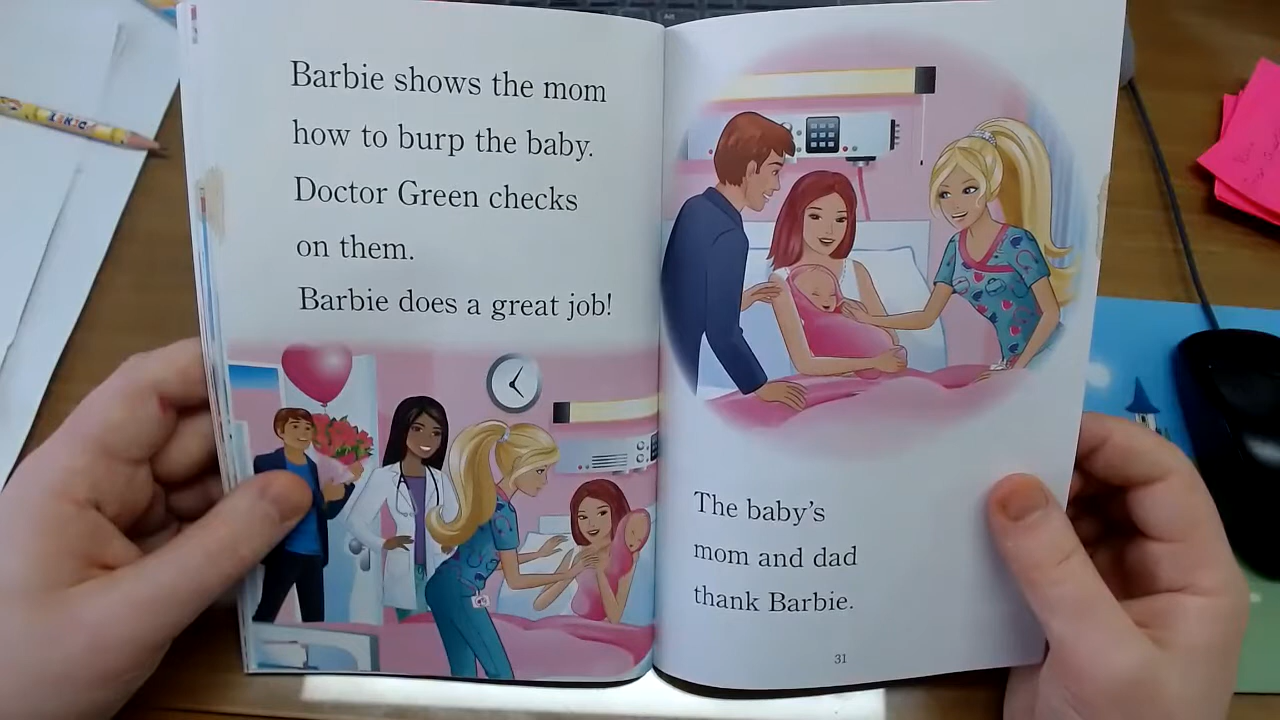 Barbie shows the mom
how to burp the baby.
Doctor Green checks
on them.
Barbie does a great job!
The baby's
mom and dad
thank Barbie.
31